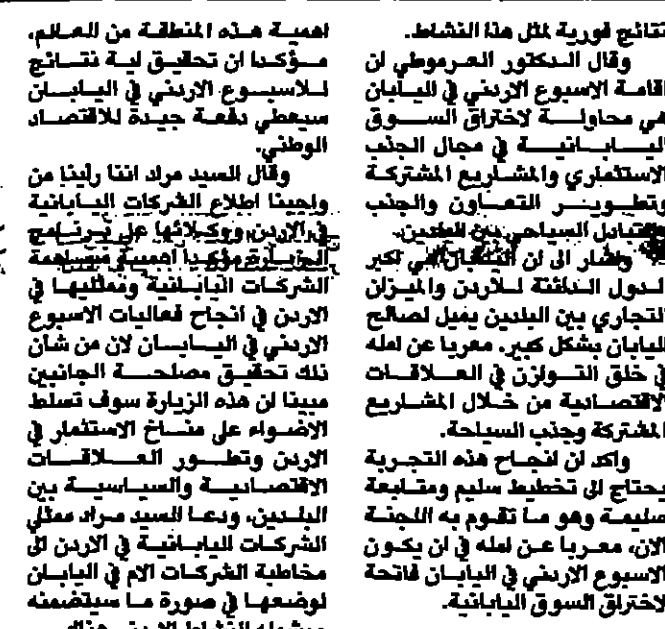 نتائج فورية لمثل هذا النشاط.
وقال الدكتور العرموطي ان
اقامة الاسبوع الاردني في اليابان
هي محاولة لاختراق السوق
اليابانية في مجال الجذب
الاستثماري والمشاريع المشتركة
وتطوير التعاون والجذب
والتبادل السياحي بين البلدين.
واشار الى ان اليابان هي اكبر
الدول الدائنة للاردن والميزان
التجاري بين البلدين يميل لصالح
اليابان بشكل كبير. معربا عن امله
في خلق التوازن في العلاقات
الاقتصادية من خلال المشاريع
المشتركة وجذب السياحة.
واكد ان انجاح هذه التجربة
يحتاج الى تخطيط سليم ومتابعة
سليمة وهو ما تقوم به اللجنة
الان، معربا عن امله في ان يكون
الاسبوع الاردني في اليابان فاتحة
لاختراق السوق اليابانية.
اهمية هذه المنطقة من العالم،
مؤكدا ان تحقيق اية نتائج
للاسبوع الاردني في اليابان
سيعطي دفعة جيدة للاقتصاد
الوطني.
وقال السيد مراد اننا راينا من
واجبنا اطلاع الشركات اليابانية
في الاردن ووكلائها على برنامج
الزيارة مؤكدا اهمية مساهمة
الشركات اليابانية وممثليها في
الاردن في انجاح فعاليات الاسبوع
الاردني في اليابان لان من شأن
ذلك تحقيق مصلحة الجانبين
مبينا ان هذه الزيارة سوف تسلط
الاضواء على مناخ الاستثمار في
الاردن وتطور العلاقات
الاقتصادية والسياسية بين
البلدين، ودعا السيد مراد ممثلي
الشركات اليابانية في الاردن الى
مخاطبة الشركات الام في اليابان
لوضعها في صورة ما سيتضمنه